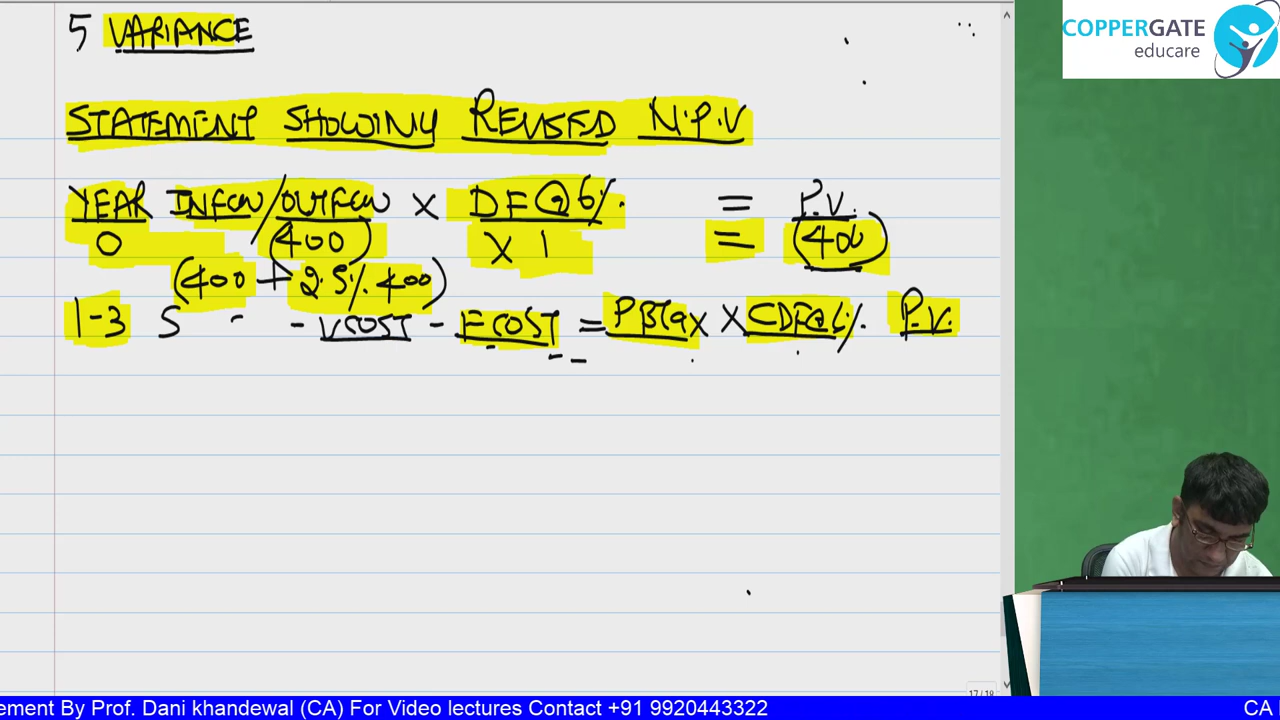 5 VARIANCE
COPPERGATE
educare
STATEMENT SHOWING REVISED N.P.V
YEAR INFLOW/OUTFLOW X DF@6%. = P.V.
0 (400) X 1 = (400)
(400 + 2.5% 400)
1-3 S - VCOST - FCOST = PBTax X CDF@6%. P.V.
17/18
ement By Prof. Dani khandewal (CA) For Video lectures Contact +91 9920443322 CA